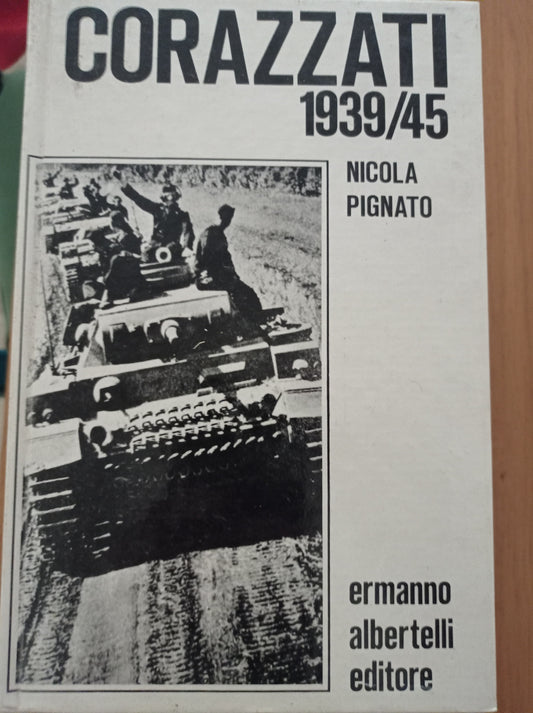 CORAZZATI
1939/45
NICOLA
PIGNATO
ermanno
albertelli
editore